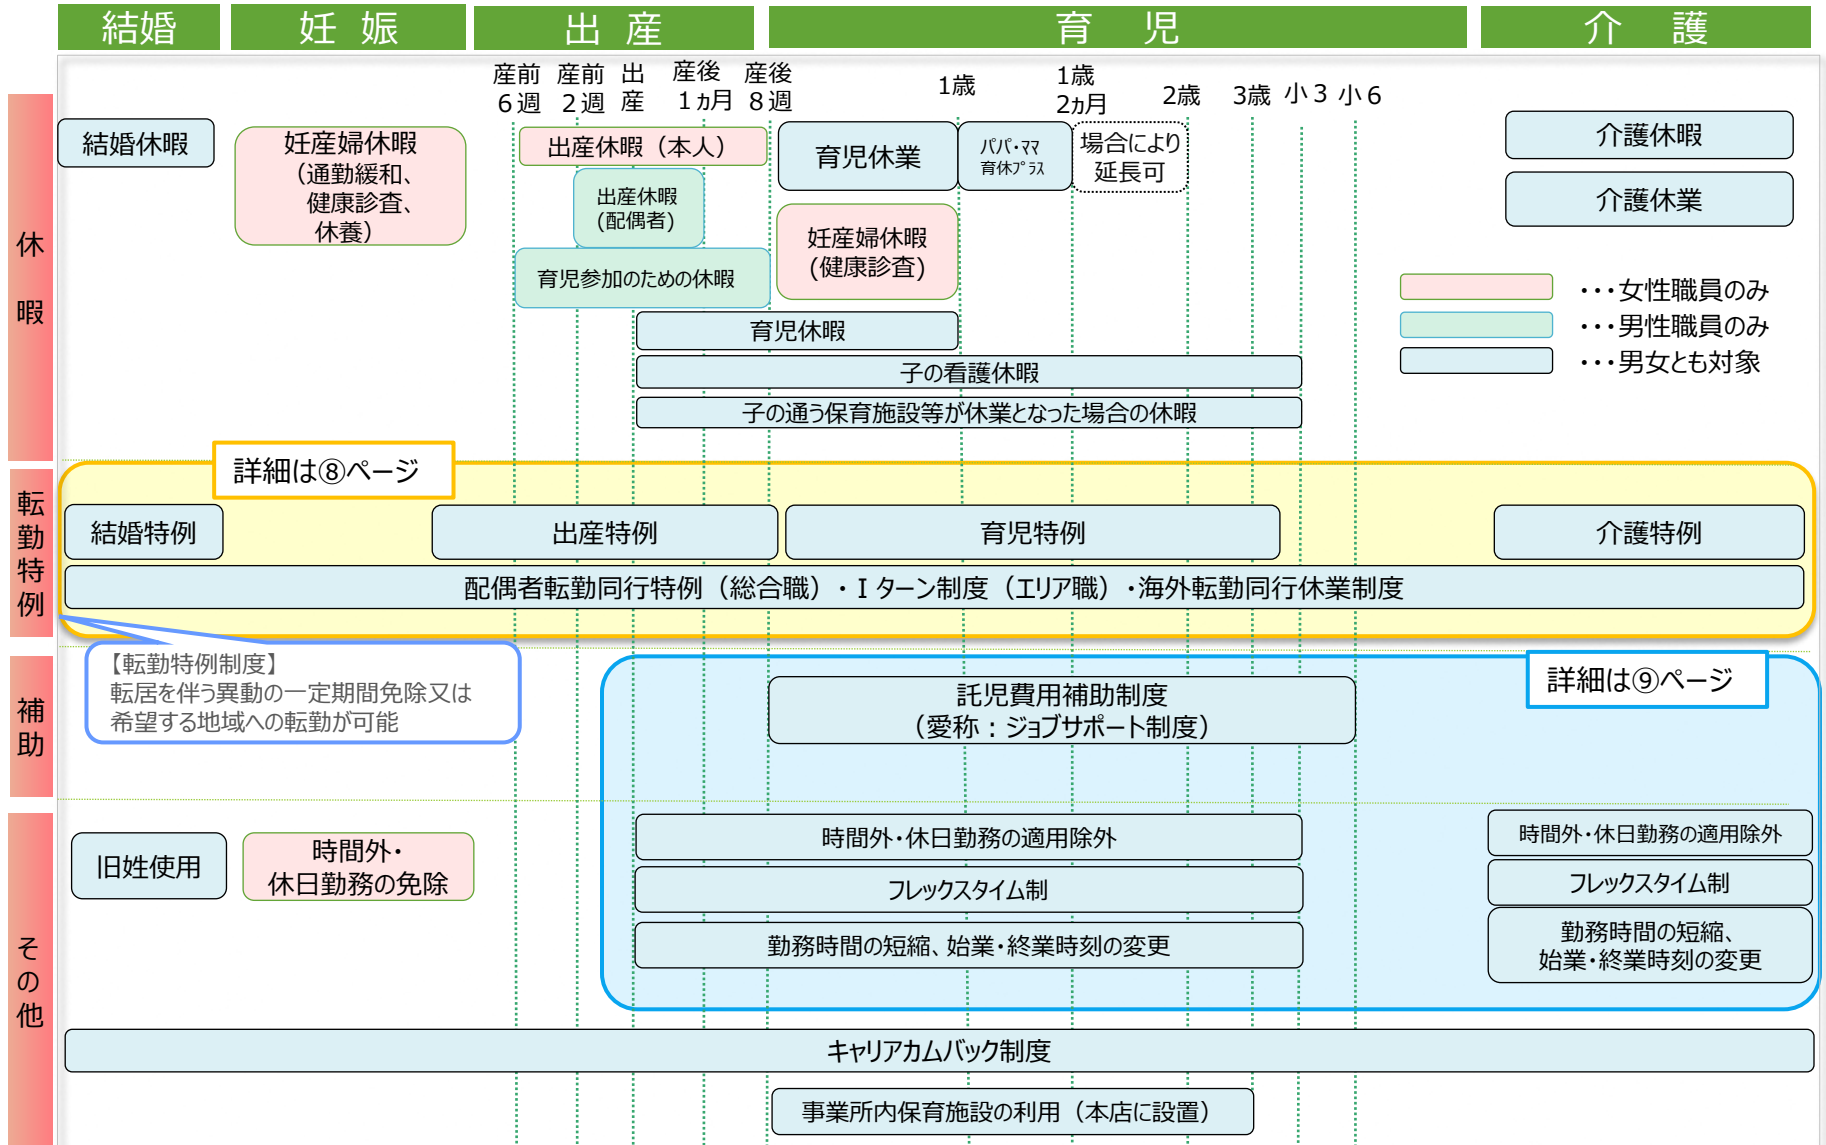 結婚
妊 娠
出 産
育 児
介 護
産前
6週
産前
2週
出
産
産後
1ヵ月
産後
8週
1歳
1歳
2ヵ月
2歳
3歳
小3
小6
休
暇
結婚休暇
妊産婦休暇
(通勤緩和、
健康診査、
休養)
出産休暇(本人)
出産休暇
(配偶者)
育児参加のための休暇
育児休業
パパ・ママ
育休プラス
場合により
延長可
妊産婦休暇
(健康診査)
育児休暇
子の看護休暇
子の通う保育施設等が休業となった場合の休暇
介護休暇
介護休業
・・・女性職員のみ
・・・男性職員のみ
・・・男女とも対象
転
勤
特
例
詳細は⑧ページ
結婚特例
出産特例
育児特例
介護特例
配偶者転勤同行特例(総合職)・Iターン制度(エリア職)・海外転勤同行休業制度
【転勤特例制度】
転居を伴う異動の一定期間免除又は
希望する地域への転勤が可能
補
助
託児費用補助制度
(愛称:ジョブサポート制度)
詳細は⑨ページ
そ
の
他
旧姓使用
時間外・
休日勤務の免除
時間外・休日勤務の適用除外
フレックスタイム制
勤務時間の短縮、始業・終業時刻の変更
時間外・休日勤務の適用除外
フレックスタイム制
勤務時間の短縮、
始業・終業時刻の変更
キャリアカムバック制度
事業所内保育施設の利用(本店に設置)